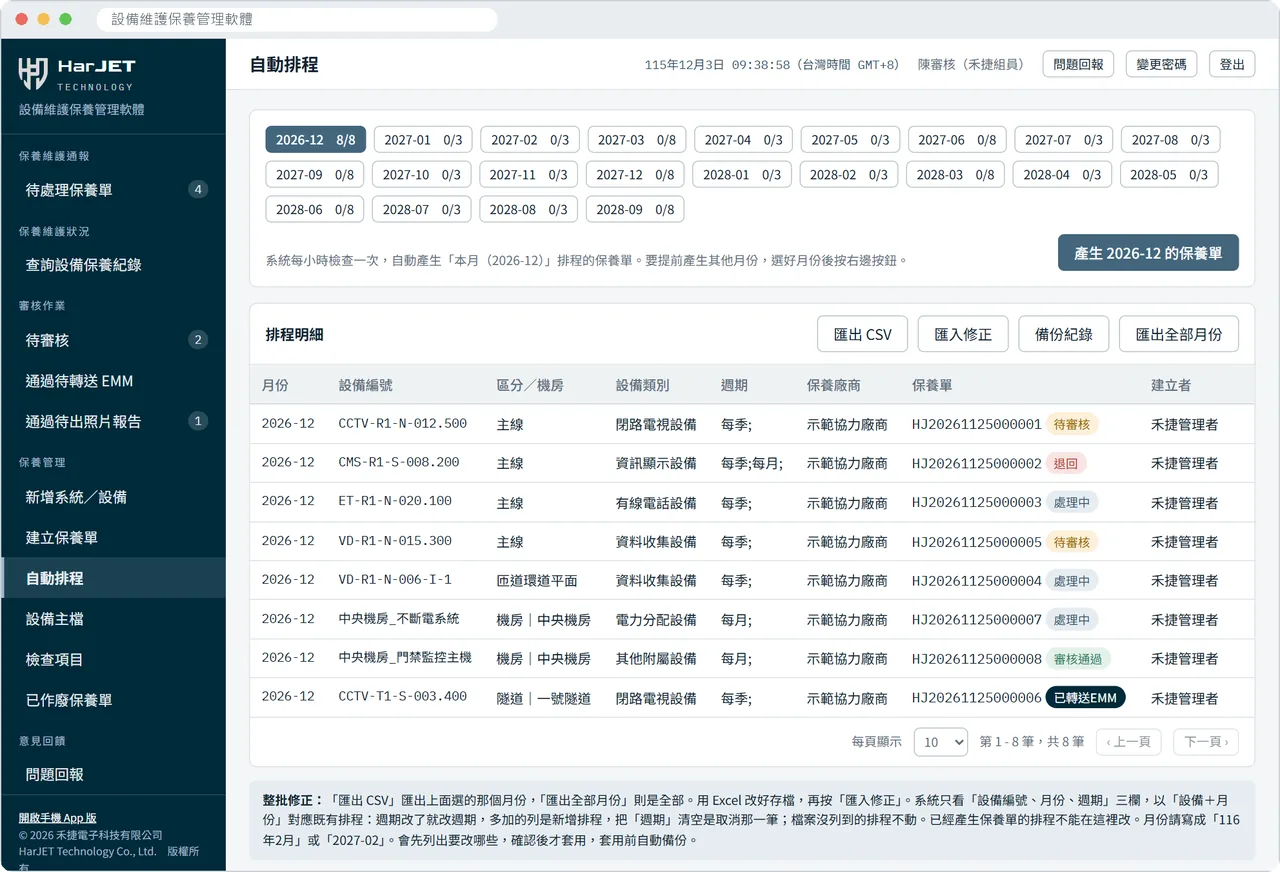 設備維護保養管理軟體
HarJET
TECHNOLOGY
設備維護保養管理軟體
保養維護通報
待處理保養單 4
保養維護狀況
查詢設備保養紀錄
審核作業
待審核 2
通過待轉送 EMM
通過待出照片報告 1
保養管理
新增系統／設備
建立保養單
自動排程
設備主檔
檢查項目
已作廢保養單
意見回饋
問題回報
開啟手機 App 版
© 2026 禾捷電子科技有限公司
HarJET Technology Co., Ltd. 版權所
有
自動排程 115年12月3日 09:38:58（台灣時間 GMT+8） 陳審核（禾捷組員） 問題回報 變更密碼 登出
2026-12 8/8 2027-01 0/3 2027-02 0/3 2027-03 0/8 2027-04 0/3 2027-05 0/3 2027-06 0/8 2027-07 0/3 2027-08 0/3
2027-09 0/8 2027-10 0/3 2027-11 0/3 2027-12 0/8 2028-01 0/3 2028-02 0/3 2028-03 0/8 2028-04 0/3 2028-05 0/3
2028-06 0/8 2028-07 0/3 2028-08 0/3 2028-09 0/8
系統每小時檢查一次，自動產生「本月（2026-12）」排程的保養單。要提前產生其他月份，選好月份後按右邊按鈕。 產生 2026-12 的保養單
排程明細 匯出 CSV 匯入修正 備份紀錄 匯出全部月份
月份 設備編號 區分／機房 設備類別 週期 保養廠商 保養單 建立者
2026-12 CCTV-R1-N-012.500 主線 閉路電視設備 每季; 示範協力廠商 HJ20261125000001 待審核 禾捷管理者
2026-12 CMS-R1-S-008.200 主線 資訊顯示設備 每季;每月; 示範協力廠商 HJ20261125000002 退回 禾捷管理者
2026-12 ET-R1-N-020.100 主線 有線電話設備 每季; 示範協力廠商 HJ20261125000003 處理中 禾捷管理者
2026-12 VD-R1-N-015.300 主線 資料收集設備 每季; 示範協力廠商 HJ20261125000005 待審核 禾捷管理者
2026-12 VD-R1-N-006-I-1 匝道環道平面 資料收集設備 每季; 示範協力廠商 HJ20261125000004 處理中 禾捷管理者
2026-12 中央機房_不斷電系統 機房｜中央機房 電力分配設備 每月; 示範協力廠商 HJ20261125000007 處理中 禾捷管理者
2026-12 中央機房_門禁監控主機 機房｜中央機房 其他附屬設備 每月; 示範協力廠商 HJ20261125000008 審核通過 禾捷管理者
2026-12 CCTV-T1-S-003.400 隧道｜一號隧道 閉路電視設備 每季; 示範協力廠商 HJ20261125000006 已轉送EMM 禾捷管理者
每頁顯示 10 第 1 - 8 筆，共 8 筆 ‹ 上一頁 下一頁 ›
整批修正：「匯出 CSV」匯出上面選的那個月份，「匯出全部月份」則是全部。用 Excel 改好存檔，再按「匯入修正」。系統只看「設備編號、月份、週期」三欄，以「設備＋月
份」對應既有排程：週期改了就改週期，多加的列是新增排程，把「週期」清空是取消那一筆；檔案沒列到的排程不動。已經產生保養單的排程不能在這裡改。月份請寫成「116
年2月」或「2027-02」。會先列出要改哪些，確認後才套用，套用前自動備份。